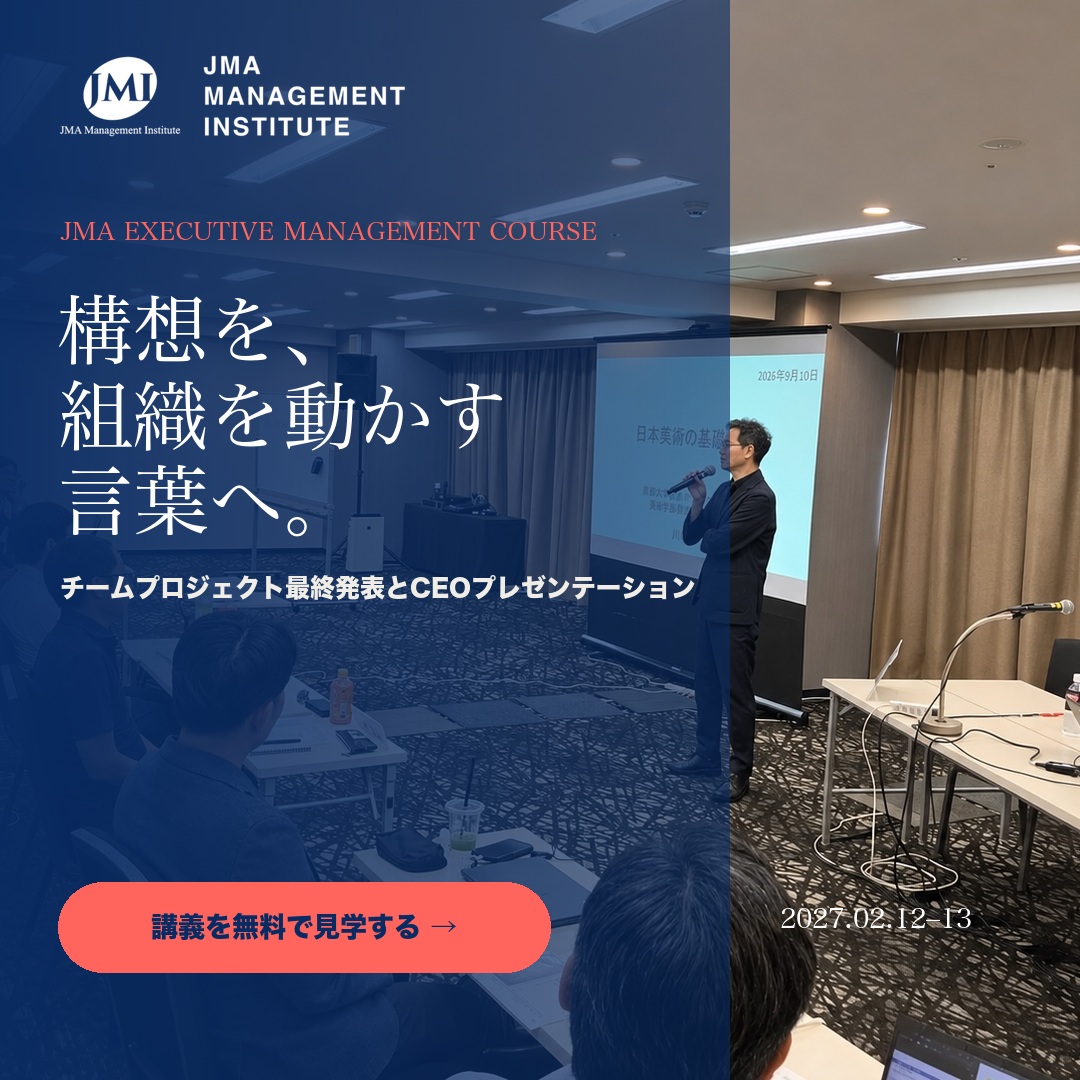 JMI
JMA Management Institute
JMA
MANAGEMENT
INSTITUTE
JMA EXECUTIVE MANAGEMENT COURSE
構想を、
組織を動かす
言葉へ。
2026年9月10日
日本美術の基礎
チームプロジェクト最終発表とCEOプレゼンテーション
講義を無料で見学する →
2027.02.12–13